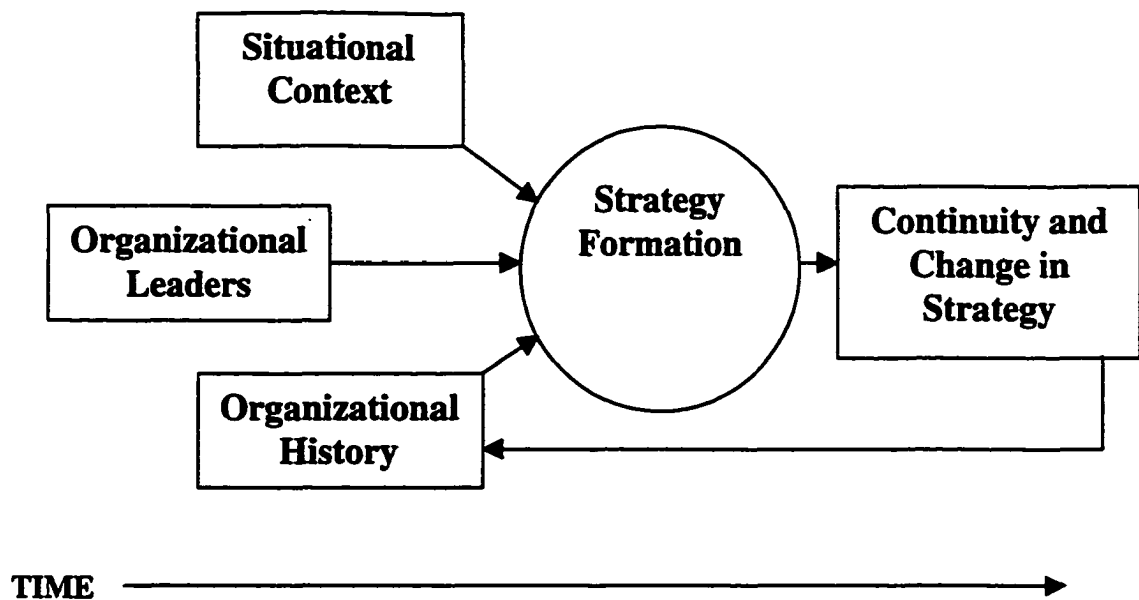 Situational
Context
Organizational
Leaders
Organizational
History
Strategy
Formation
Continuity and
Change in
Strategy
TIME